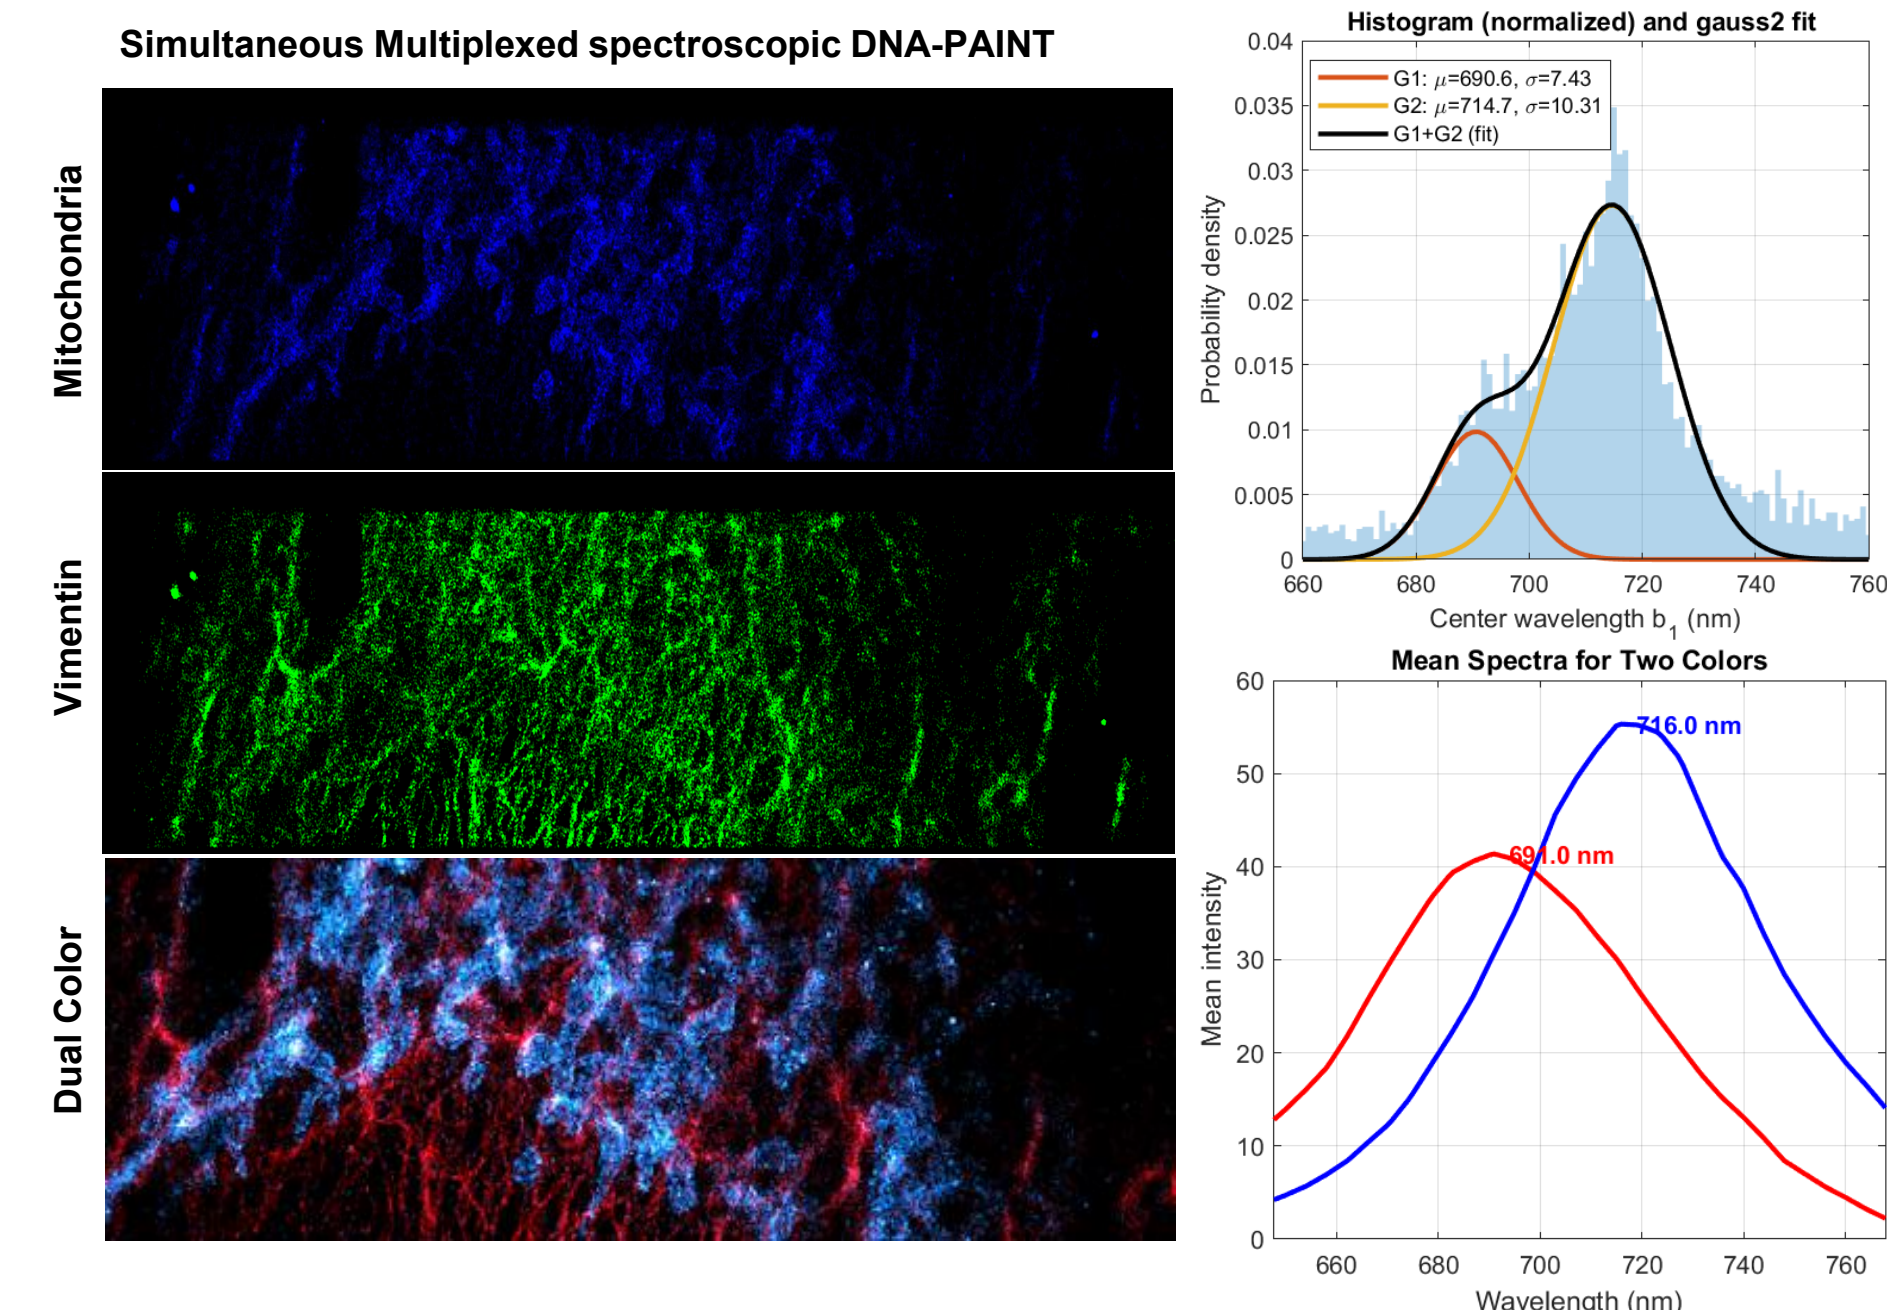 Simultaneous Multiplexed spectroscopic DNA-PAINT
Mitochondria
Vimentin
Dual Color
Histogram (normalized) and gauss2 fit
G1: μ=690.6, σ=7.43
G2: μ=714.7, σ=10.31
G1+G2 (fit)
Probability density
0.04
0.035
0.03
0.025
0.02
0.015
0.01
0.005
0
660 680 700 720 740 760
Center wavelength b1 (nm)
Mean Spectra for Two Colors
716.0 nm
691.0 nm
Mean intensity
60
50
40
30
20
10
0
660 680 700 720 740 760
Wavelength (nm)